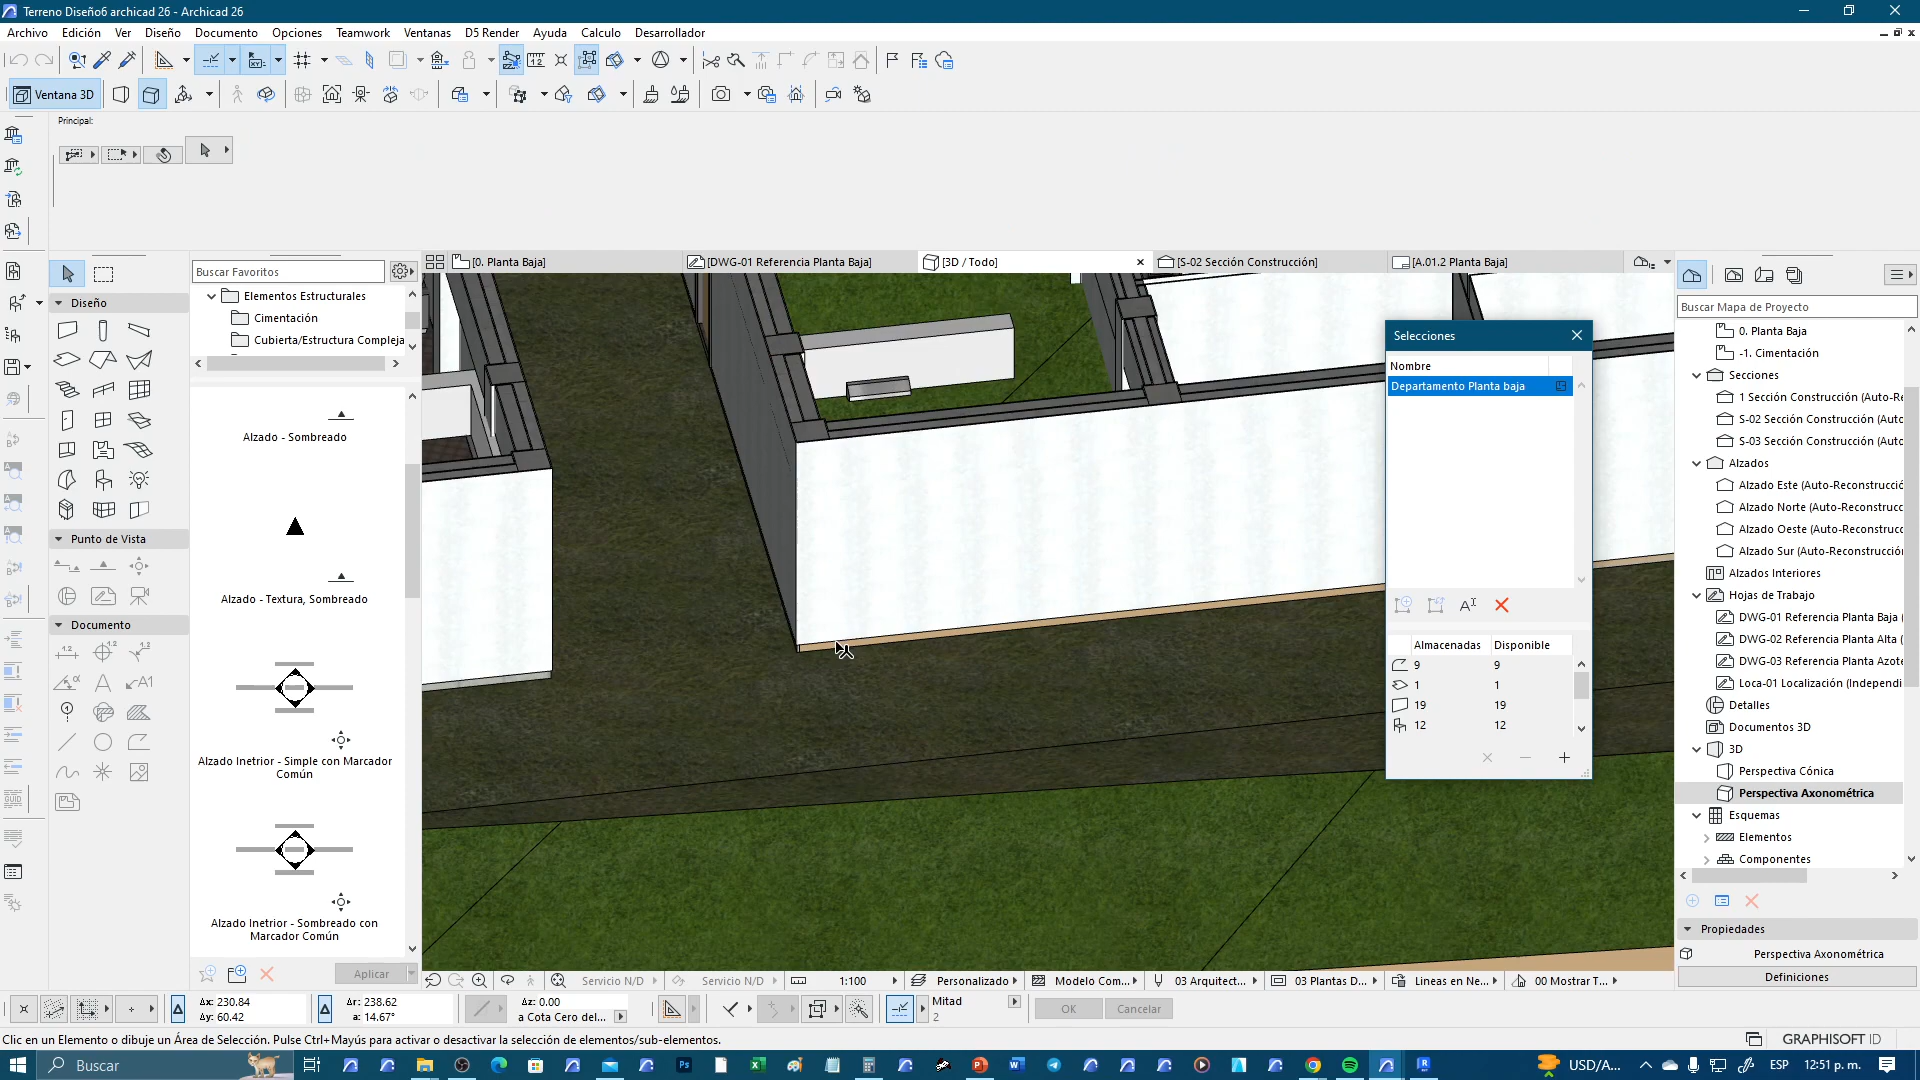 Terreno Diseño6 archicad 26 - Archicad 26
Archivo Edición Ver Diseño Documento Opciones Teamwork Ventanas D5 Render Ayuda Calculo Desarrollador
Ventana 3D
Principal:
Buscar Favoritos
[0. Planta Baja]
[DWG-01 Referencia Planta Baja]
[3D / Todo]
[S-02 Sección Construcción]
[A.01.2 Planta Baja]
Diseño
Punto de Vista
Documento
A
A1
GUID
Elementos Estructurales
Cimentación
Cubierta/Estructura Compleja
Alzado - Sombreado
Alzado - Textura, Sombreado
Alzado Inetrior - Simple con Marcador Común
Alzado Inetrior - Sombreado con Marcador Común
Aplicar
Selecciones
Nombre
Departamento Planta baja
Almacenadas Disponible
9 9
1 1
19 19
12 12
Buscar Mapa de Proyecto
0. Planta Baja
-1. Cimentación
Secciones
1 Sección Construcción (Auto-Re
S-02 Sección Construcción (Auto
S-03 Sección Construcción (Auto
Alzados
Alzado Este (Auto-Reconstrucció
Alzado Norte (Auto-Reconstrucc
Alzado Oeste (Auto-Reconstrucc
Alzado Sur (Auto-Reconstrucción
Alzados Interiores
Hojas de Trabajo
DWG-01 Referencia Planta Baja (
DWG-02 Referencia Planta Alta (
DWG-03 Referencia Planta Azote
Loca-01 Localización (Independi
Detalles
Documentos 3D
3D
Perspectiva Cónica
Perspectiva Axonométrica
Esquemas
Elementos
Componentes
Propiedades
Perspectiva Axonométrica
Definiciones
Servicio N/D Servicio N/D 1:100 Personalizado Modelo Com... 03 Arquitect... 03 Plantas D... Lineas en Ne... 00 Mostrar T...
Δx: 230.84
Δy: 60.42
Δr: 238.62
a: 14.67°
Δz: 0.00
a Cota Cero del...
Mitad
2
OK Cancelar
Clic en un Elemento o dibuje un Área de Selección. Pulse Ctrl+Mayús para activar o desactivar la selección de elementos/sub-elementos.
GRAPHISOFT ID
Buscar
USD/A...
ESP
12:51 p. m.